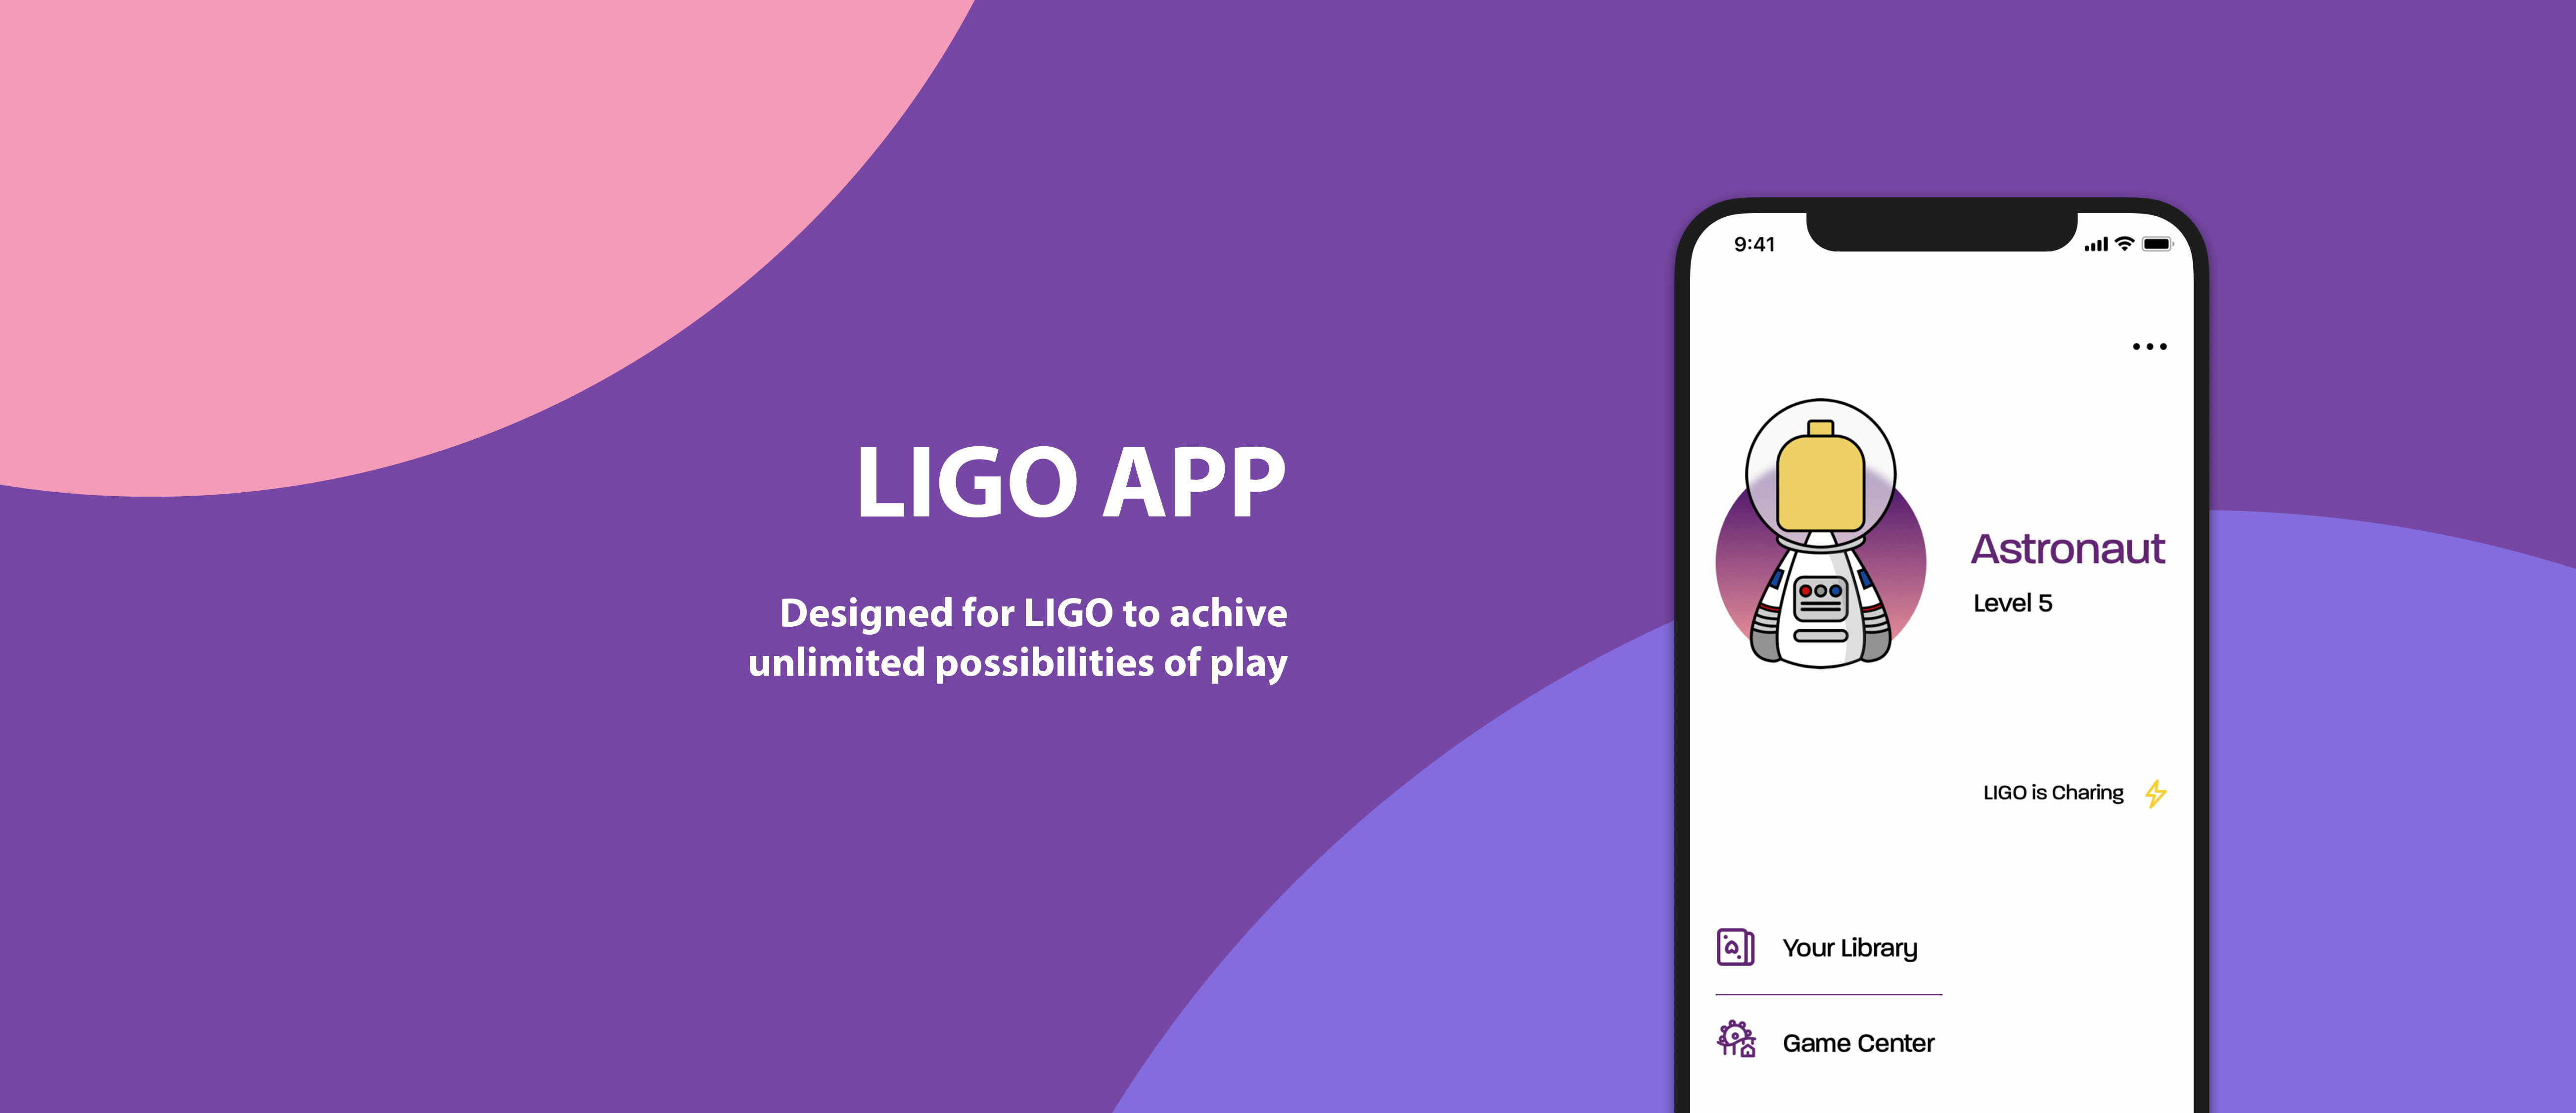 LIGO APP
Designed for LIGO to achive
unlimited possibilities of play
9:41
Astronaut
Level 5
LIGO is Charing
Your Library
Game Center